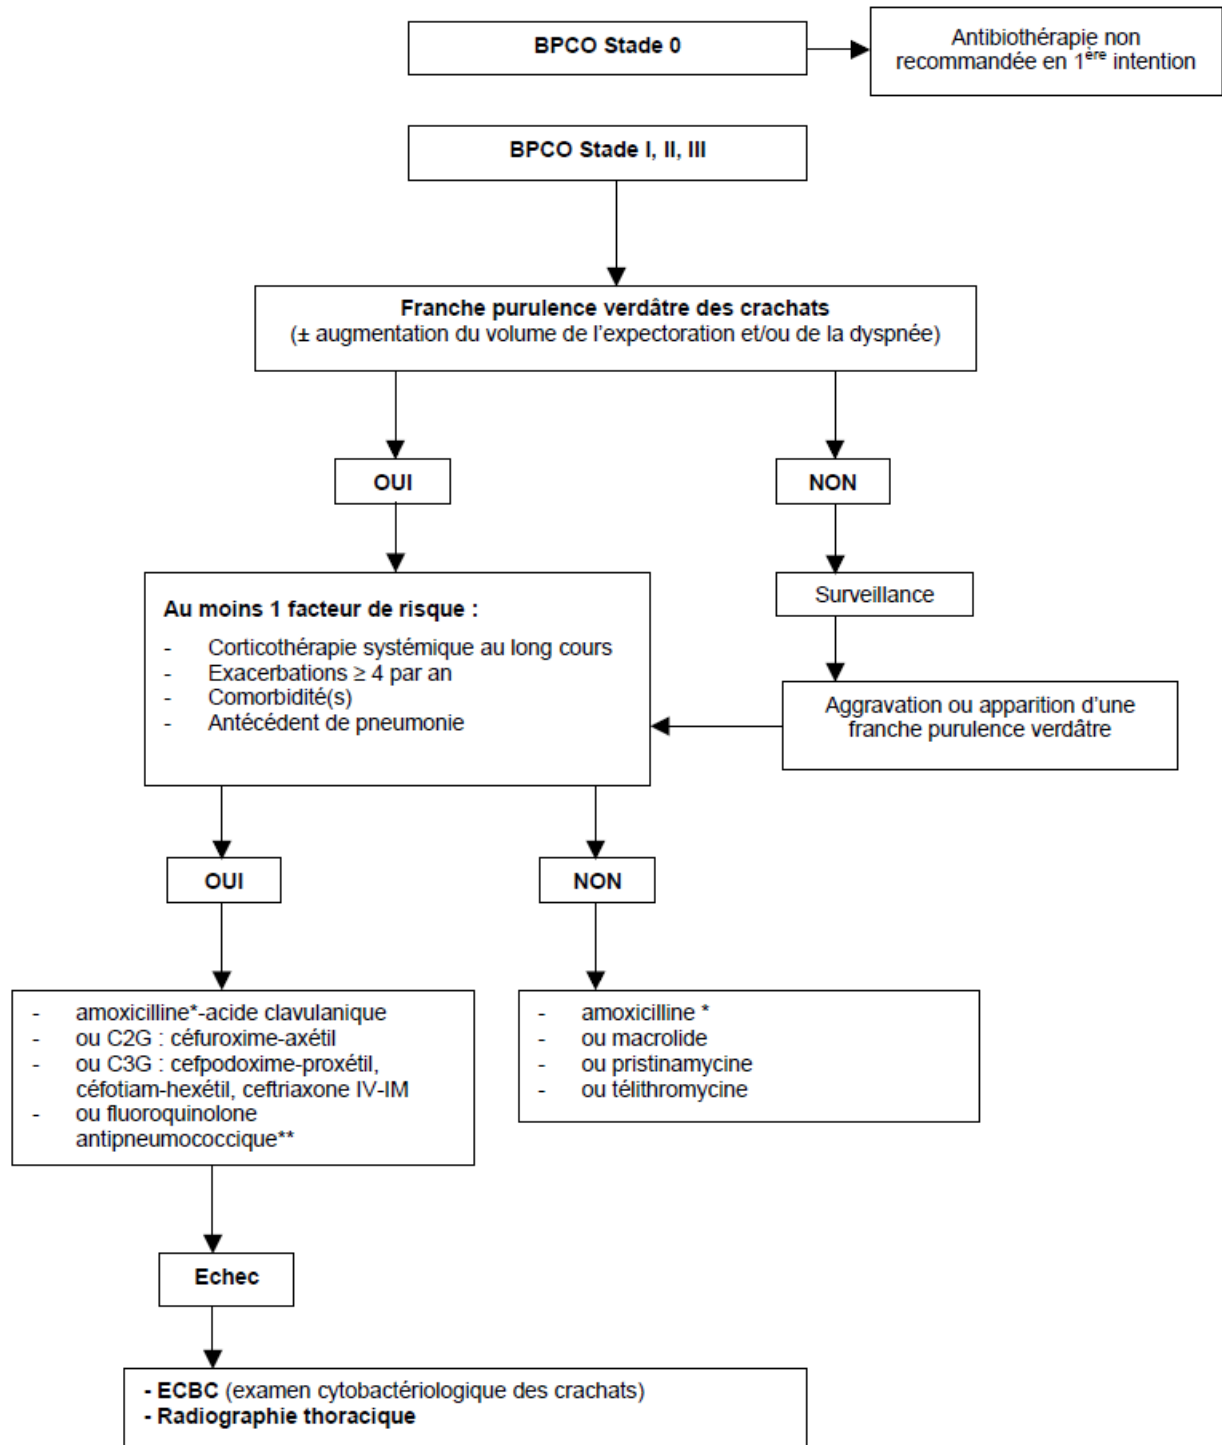 BPCO Stade 0
Antibiothérapie non
recommandée en 1ère intention
BPCO Stade I, II, III
Franche purulence verdâtre des crachats
(± augmentation du volume de l'expectoration et/ou de la dyspnée)
OUI
NON
Surveillance
Au moins 1 facteur de risque :
- Corticothérapie systémique au long cours
- Exacerbations ≥ 4 par an
- Comorbidité(s)
- Antécédent de pneumonie
Aggravation ou apparition d'une
franche purulence verdâtre
OUI
NON
- amoxicilline*-acide clavulanique
- ou C2G : céfuroxime-axétil
- ou C3G : cefpodoxime-proxétil,
céfotiam-hexétil, ceftriaxone IV-IM
- ou fluoroquinolone
antipneumococcique**
- amoxicilline *
- ou macrolide
- ou pristinamycine
- ou télithromycine
Echec
- ECBC (examen cytobactériologique des crachats)
- Radiographie thoracique